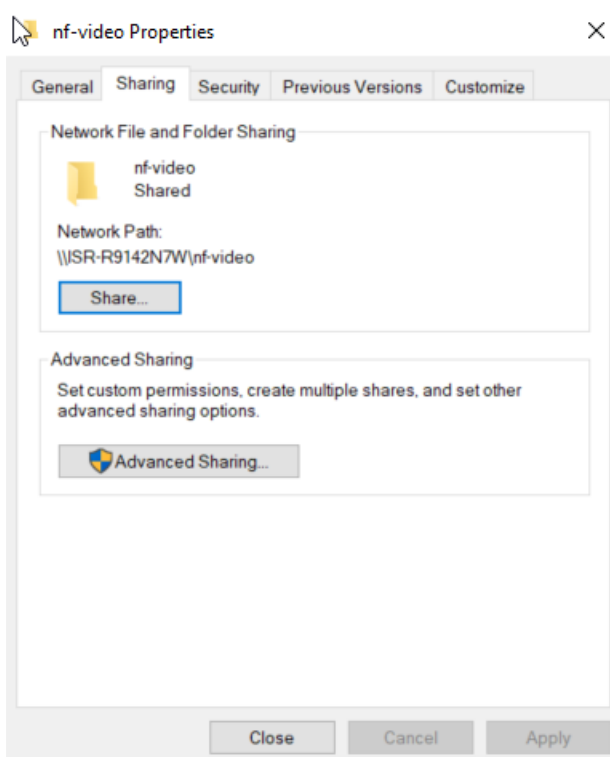 nf-video Properties
General Sharing Security Previous Versions Customize
Network File and Folder Sharing
nf-video
Shared
Network Path:
\\ISR-R9142N7W\nf-video
Share...
Advanced Sharing
Set custom permissions, create multiple shares, and set other
advanced sharing options.
Advanced Sharing...
Close Cancel Apply